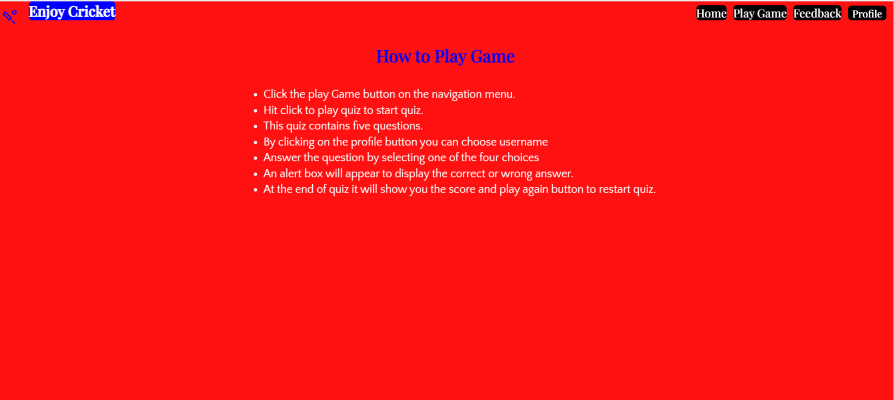 Enjoy Cricket
Home Play Game Feedback Profile
How to Play Game
Click the play Game button on the navigation menu.
Hit click to play quiz to start quiz.
This quiz contains five questions.
By clicking on the profile button you can choose username
Answer the question by selecting one of the four choices
An alert box will appear to display the correct or wrong answer.
At the end of quiz it will show you the score and play again button to restart quiz.